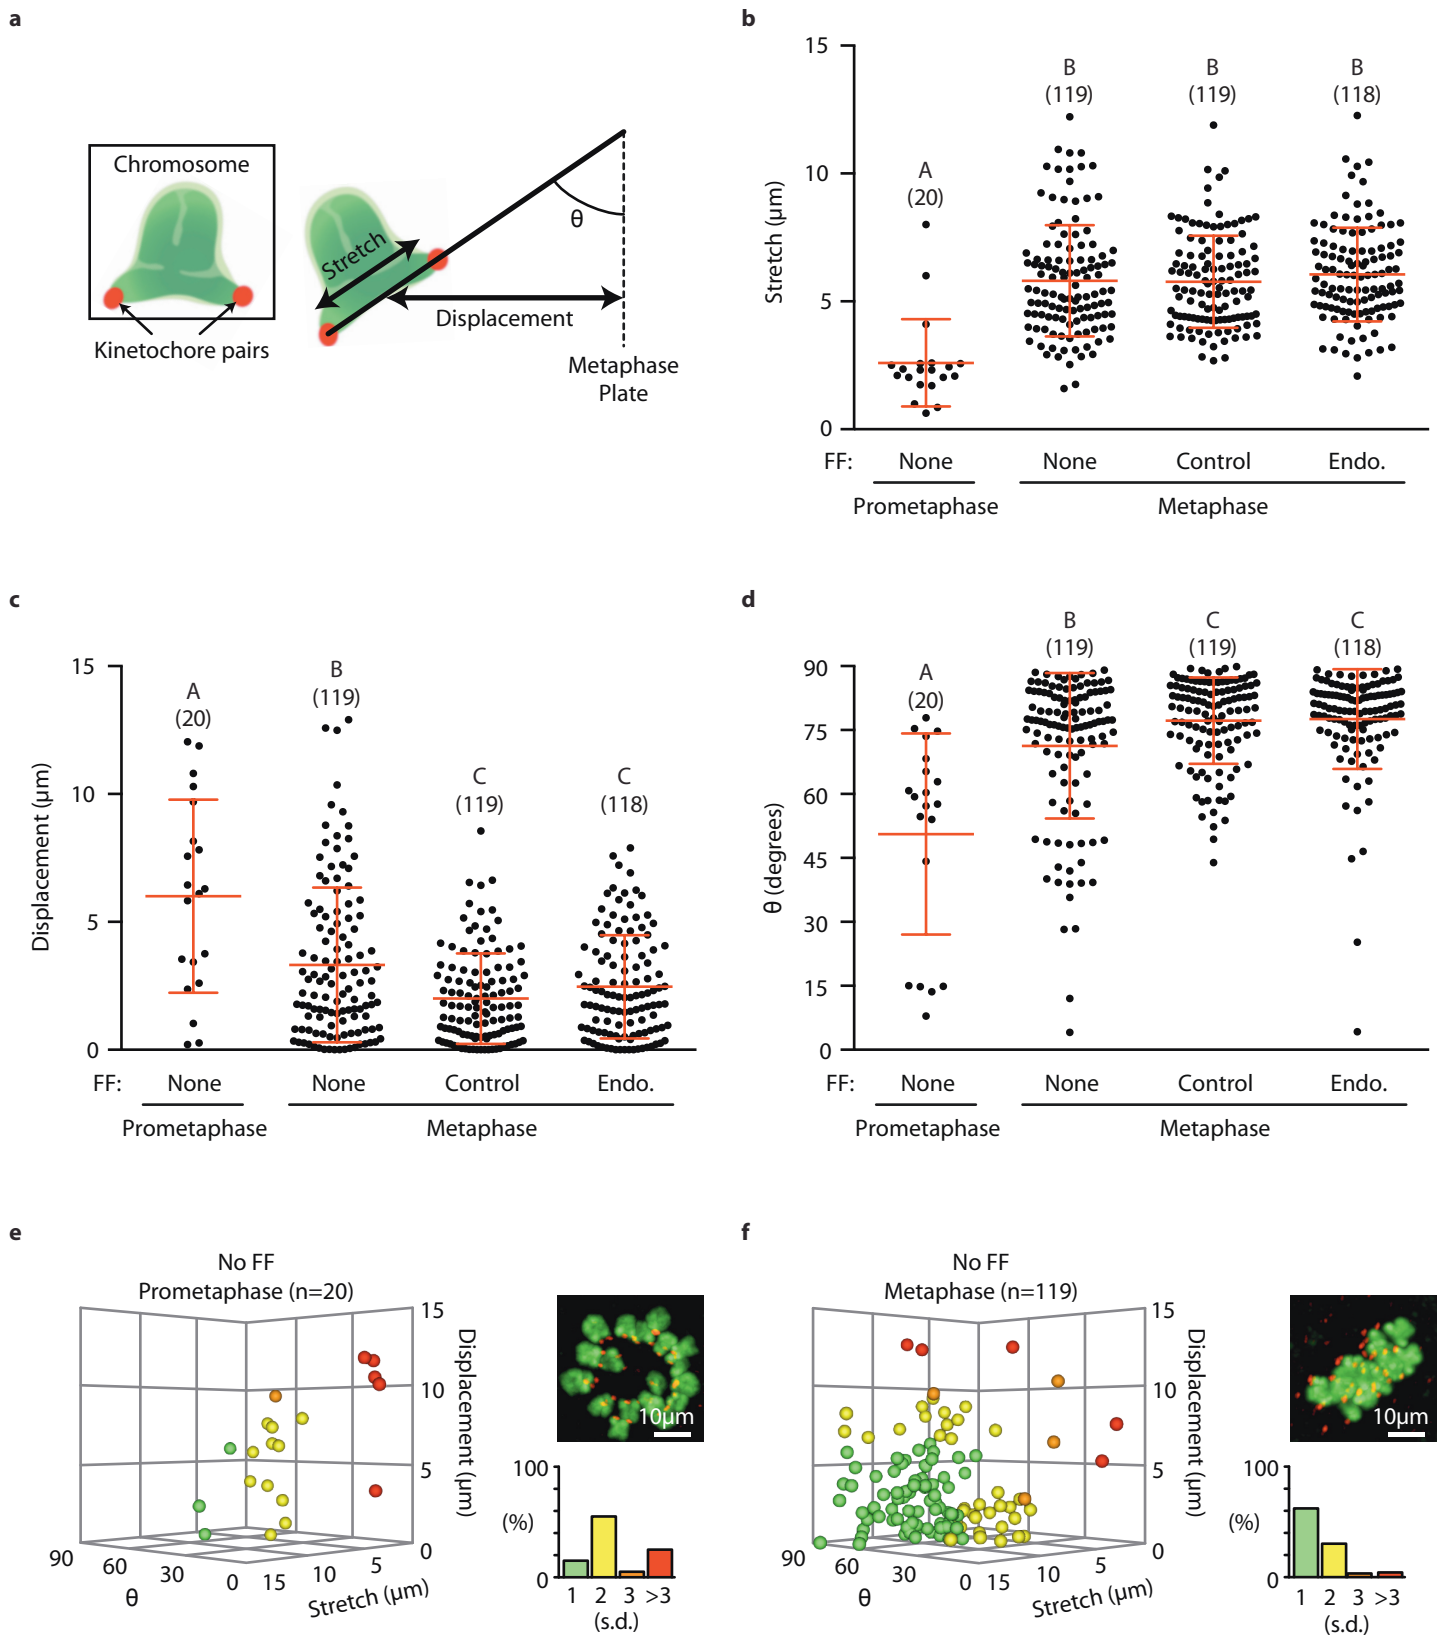 a
Chromosome
Kinetochore pairs
Stretch
θ
Displacement
Metaphase
Plate
b
Stretch (µm)
15
10
5
0
A
(20)
B
(119)
B
(119)
B
(118)
FF: None None Control Endo.
Prometaphase Metaphase
c
Displacement (µm)
15
10
5
0
A
(20)
B
(119)
C
(119)
C
(118)
FF: None None Control Endo.
Prometaphase Metaphase
d
θ (degrees)
90
75
60
45
30
15
0
A
(20)
B
(119)
C
(119)
C
(118)
FF: None None Control Endo.
Prometaphase Metaphase
e
No FF
Prometaphase (n=20)
15
10
5
0
Displacement (µm)
90 60 30 0
θ
15 10 5
Stretch (µm)
10µm
100
(%)
0
1 2 3 >3
(s.d.)
f
No FF
Metaphase (n=119)
15
10
5
0
Displacement (µm)
90 60 30 0
θ
15 10 5
Stretch (µm)
10µm
100
(%)
0
1 2 3 >3
(s.d.)